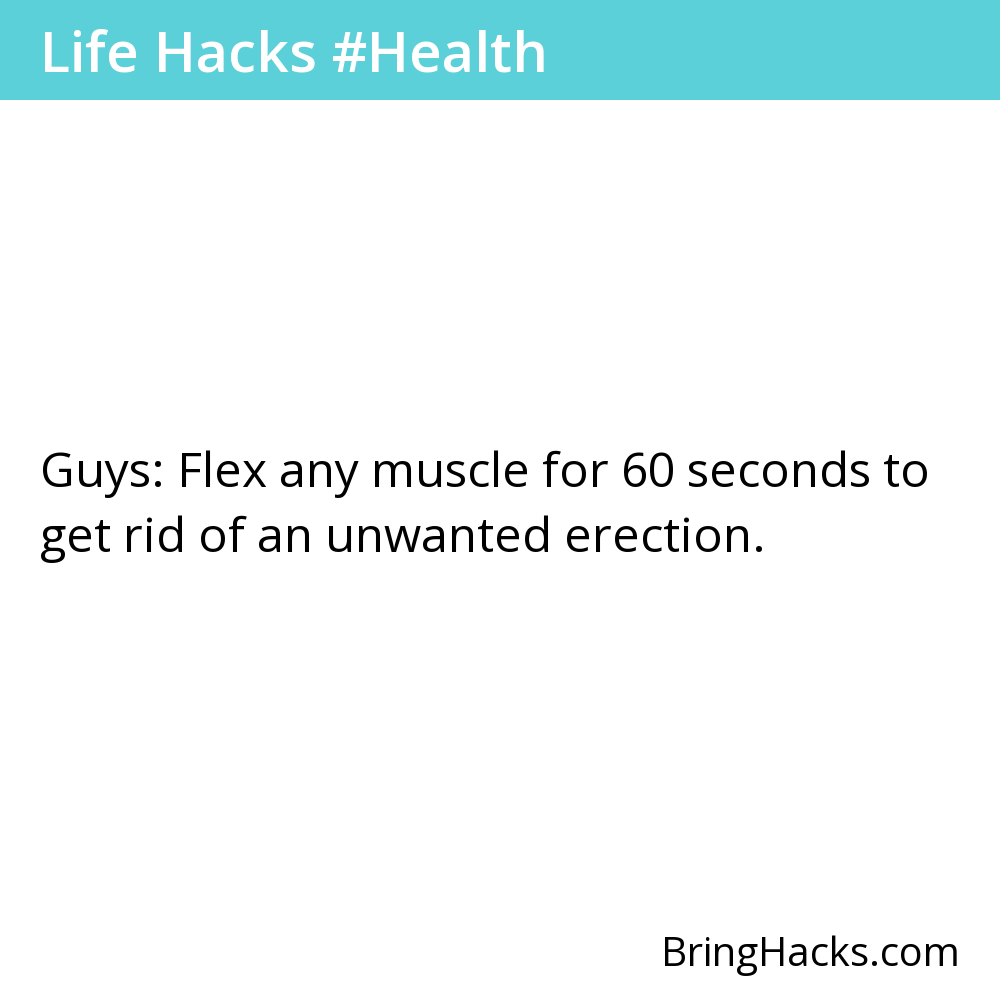 Life Hacks #Health
Guys: Flex any muscle for 60 seconds to
get rid of an unwanted erection.
BringHacks.com